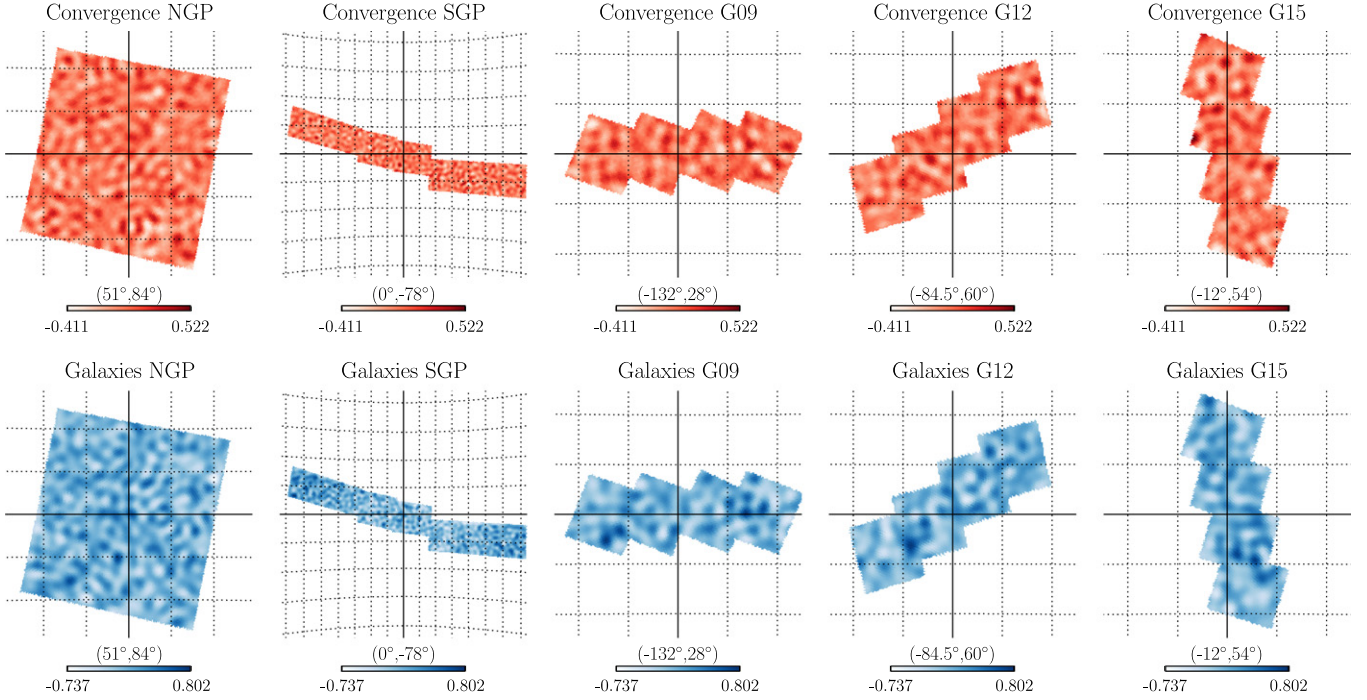 Convergence NGP
Convergence SGP
Convergence G09
Convergence G12
Convergence G15
(51°,84°)
(0°,-78°)
(-132°,28°)
(-84.5°,60°)
(-12°,54°)
-0.411 0.522
-0.411 0.522
-0.411 0.522
-0.411 0.522
-0.411 0.522
Galaxies NGP
Galaxies SGP
Galaxies G09
Galaxies G12
Galaxies G15
(51°,84°)
(0°,-78°)
(-132°,28°)
(-84.5°,60°)
(-12°,54°)
-0.737 0.802
-0.737 0.802
-0.737 0.802
-0.737 0.802
-0.737 0.802